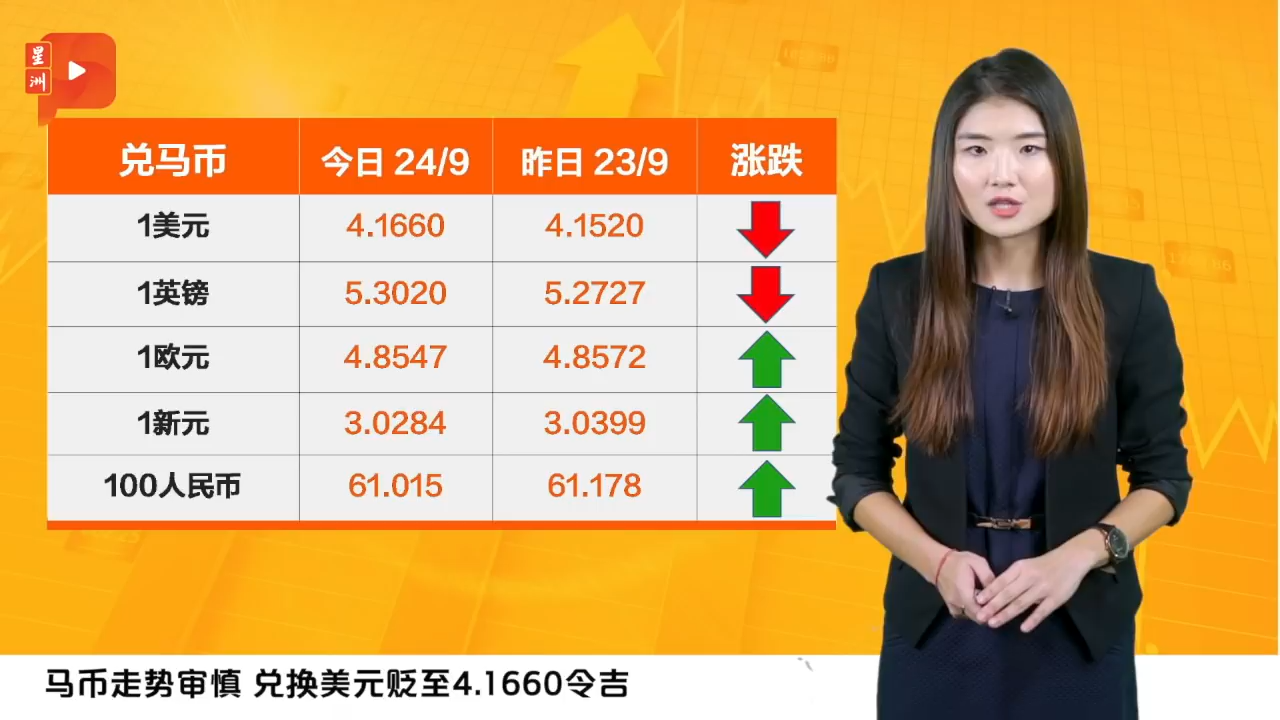 星洲
兑马币 今日 24/9 昨日 23/9 涨跌
1美元 4.1660 4.1520
1英镑 5.3020 5.2727
1欧元 4.8547 4.8572
1新元 3.0284 3.0399
100人民币 61.015 61.178
马币走势审慎 兑换美元贬至4.1660令吉